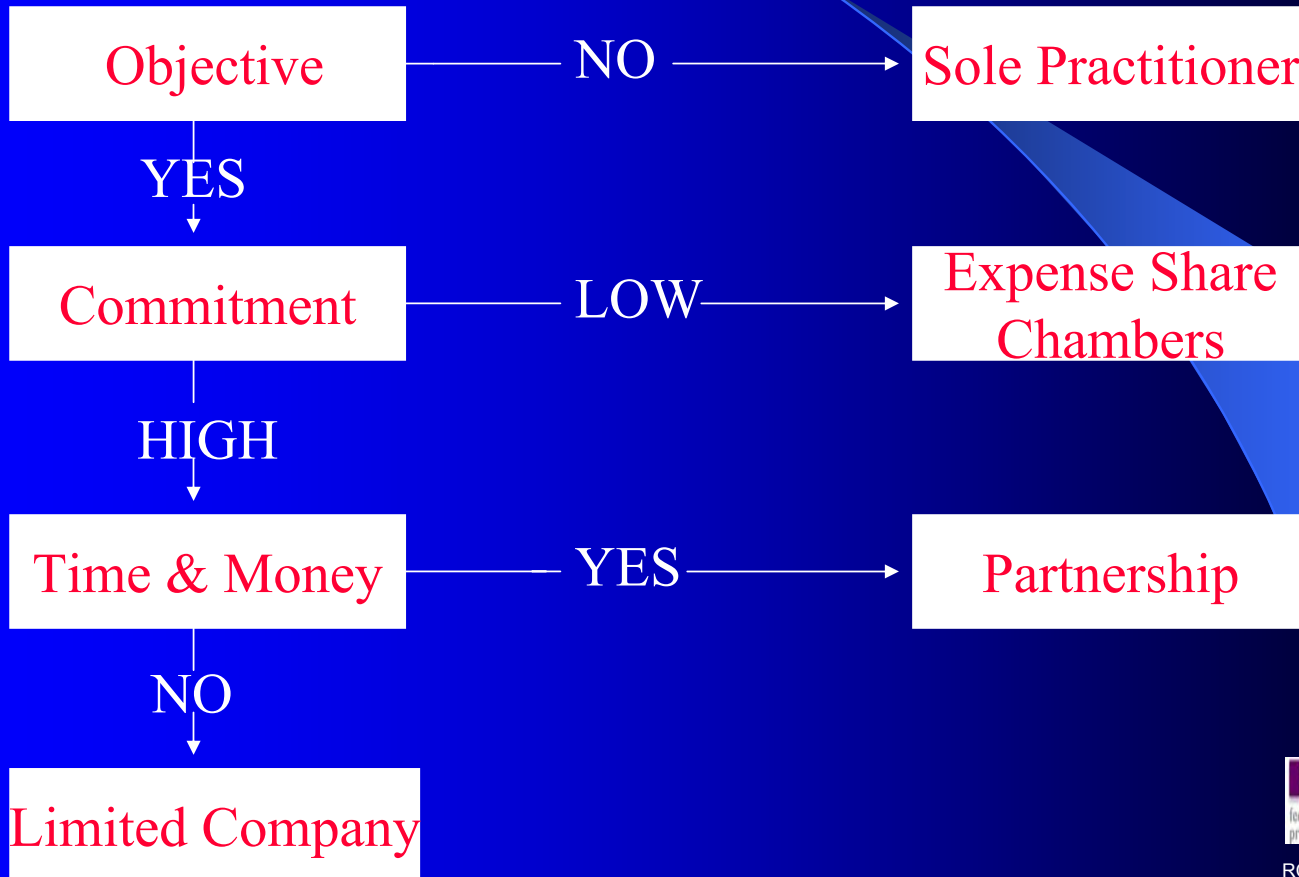 Objective
NO
Sole Practitioner
YES
Commitment
LOW
Expense Share
Chambers
HIGH
Time & Money
YES
Partnership
NO
Limited Company